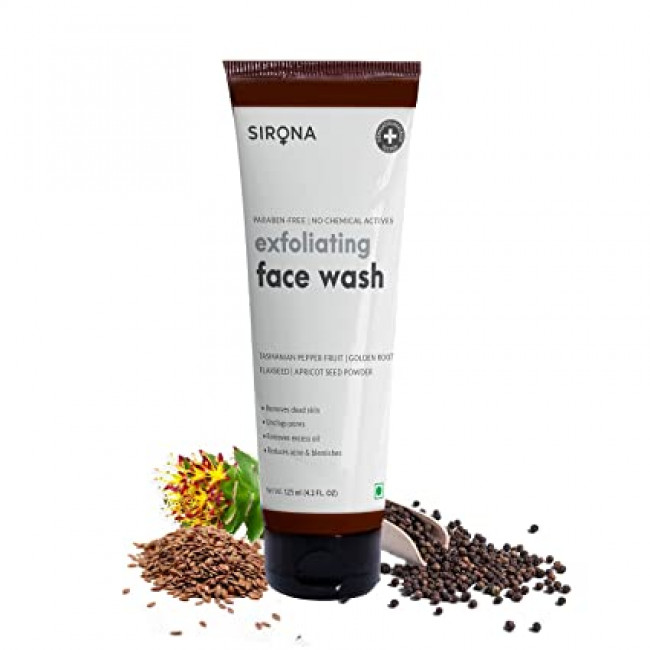 SIRONA
PARABEN-FREE | NO CHEMICAL ACTIVES
exfoliating
face wash
TASMANIAN PEPPER FRUIT | GOLDEN ROOT
FLAXSEED | APRICOT SEED POWDER
• Removes dead skin
• Unclogs pores
• Removes excess oil
• Reduces acne & blemishes
Net Vol. 125 ml (4.2 FL. OZ)